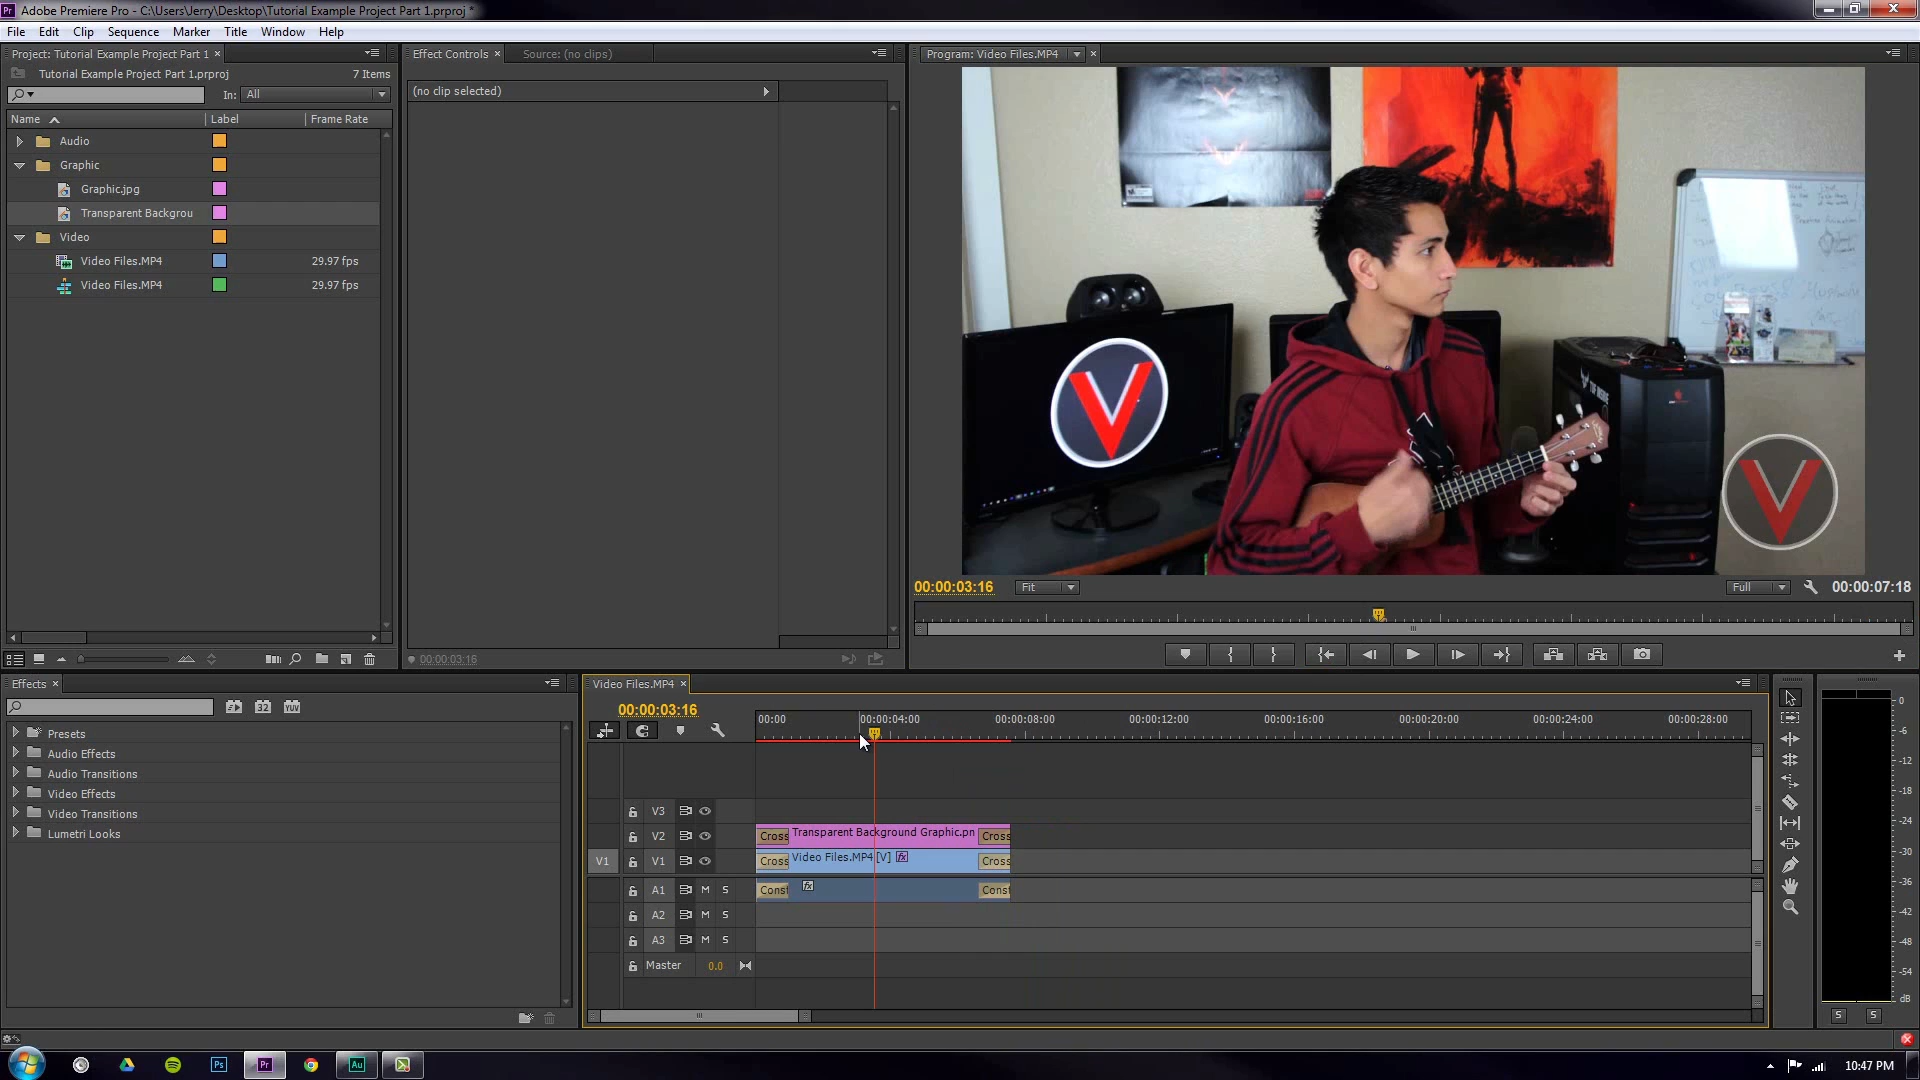 Adobe Premiere Pro - C:\Users\Jerry\Desktop\Tutorial Example Project Part 1.prproj *
File Edit Clip Sequence Marker Title Window Help
Project: Tutorial Example Project Part 1 ×
Tutorial Example Project Part 1.prproj 7 Items
In: All
Name Label Frame Rate
Audio
Graphic
Graphic.jpg
Transparent Backgrou
Video
Video Files.MP4 29.97 fps
Video Files.MP4 29.97 fps
Effect Controls × Source: (no clips)
(no clip selected)
00:00:03:16
Program: Video Files.MP4 ×
V
V
00:00:03:16 Fit Full 00:00:07:18
Effects ×
32 YUV
Presets
Audio Effects
Audio Transitions
Video Effects
Video Transitions
Lumetri Looks
Video Files.MP4 ×
00:00:03:16
00:00 00:00:04:00 00:00:08:00 00:00:12:00 00:00:16:00 00:00:20:00 00:00:24:00 00:00:28:00
V3
V2 Cross Transparent Background Graphic.pn Cross
V1 V1 Cross Video Files.MP4 [V] fx Cross
A1 M S Const fx Const
A2 M S
A3 M S
Master 0.0
0
-6
-12
-18
-24
-30
-36
-42
-48
-54
dB
S S
Ps Pr Au
10:47 PM